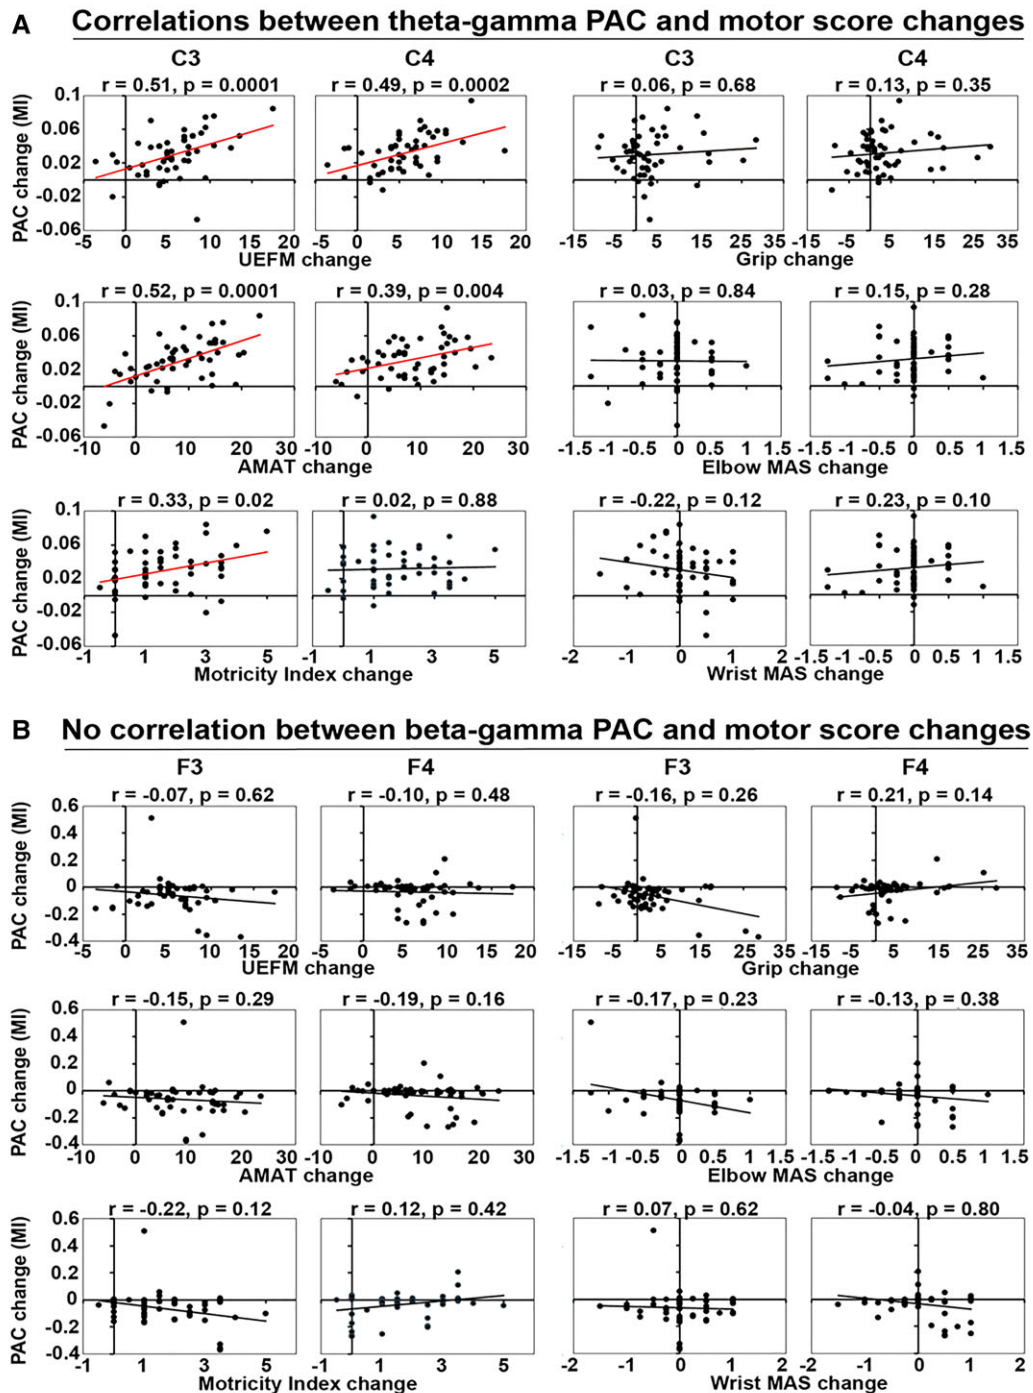 A Correlations between theta-gamma PAC and motor score changes
C3 C4 C3 C4
r = 0.51, p = 0.0001 r = 0.49, p = 0.0002 r = 0.06, p = 0.68 r = 0.13, p = 0.35
PAC change (MI)
0.1
0.06
0.02
-0.02
-0.06
-5 0 5 10 15 20 -5 0 5 10 15 20 -15 -5 5 15 25 35 -15 -5 5 15 25 35
UEFM change Grip change
r = 0.52, p = 0.0001 r = 0.39, p = 0.004 r = 0.03, p = 0.84 r = 0.15, p = 0.28
PAC change (MI)
0.1
0.06
0.02
-0.02
-0.06
-10 0 10 20 30 -10 0 10 20 30 -1.5 -1 -0.5 0 0.5 1 1.5 -1.5 -1 -0.5 0 0.5 1 1.5
AMAT change Elbow MAS change
r = 0.33, p = 0.02 r = 0.02, p = 0.88 r = -0.22, p = 0.12 r = 0.23, p = 0.10
PAC change (MI)
0.1
0.06
0.02
-0.02
-0.06
-1 1 3 5 -1 1 3 5 -2 -1 0 1 2 -1.5 -1 -0.5 0 0.5 1 1.5
Motricity Index change Wrist MAS change
B No correlation between beta-gamma PAC and motor score changes
F3 F4 F3 F4
r = -0.07, p = 0.62 r = -0.10, p = 0.48 r = -0.16, p = 0.26 r = 0.21, p = 0.14
PAC change (MI)
0.6
0.4
0.2
0
-0.2
-0.4
-5 0 5 10 15 20 -5 0 5 10 15 20 -15 -5 5 15 25 35 -15 -5 5 15 25 35
UEFM change Grip change
r = -0.15, p = 0.29 r = -0.19, p = 0.16 r = -0.17, p = 0.23 r = -0.13, p = 0.38
PAC change (MI)
0.6
0.4
0.2
0
-0.2
-0.4
-10 0 10 20 30 -10 0 10 20 30 -1.5 -1 -0.5 0 0.5 1 1.5 -1.5 -1 -0.5 0 0.5 1 1.5
AMAT change Elbow MAS change
r = -0.22, p = 0.12 r = 0.12, p = 0.42 r = 0.07, p = 0.62 r = -0.04, p = 0.80
PAC change (MI)
0.6
0.4
0.2
0
-0.2
-0.4
-1 1 3 5 -1 1 3 5 -2 -1 0 1 2 -2 -1 0 1 2
Motricity Index change Wrist MAS change